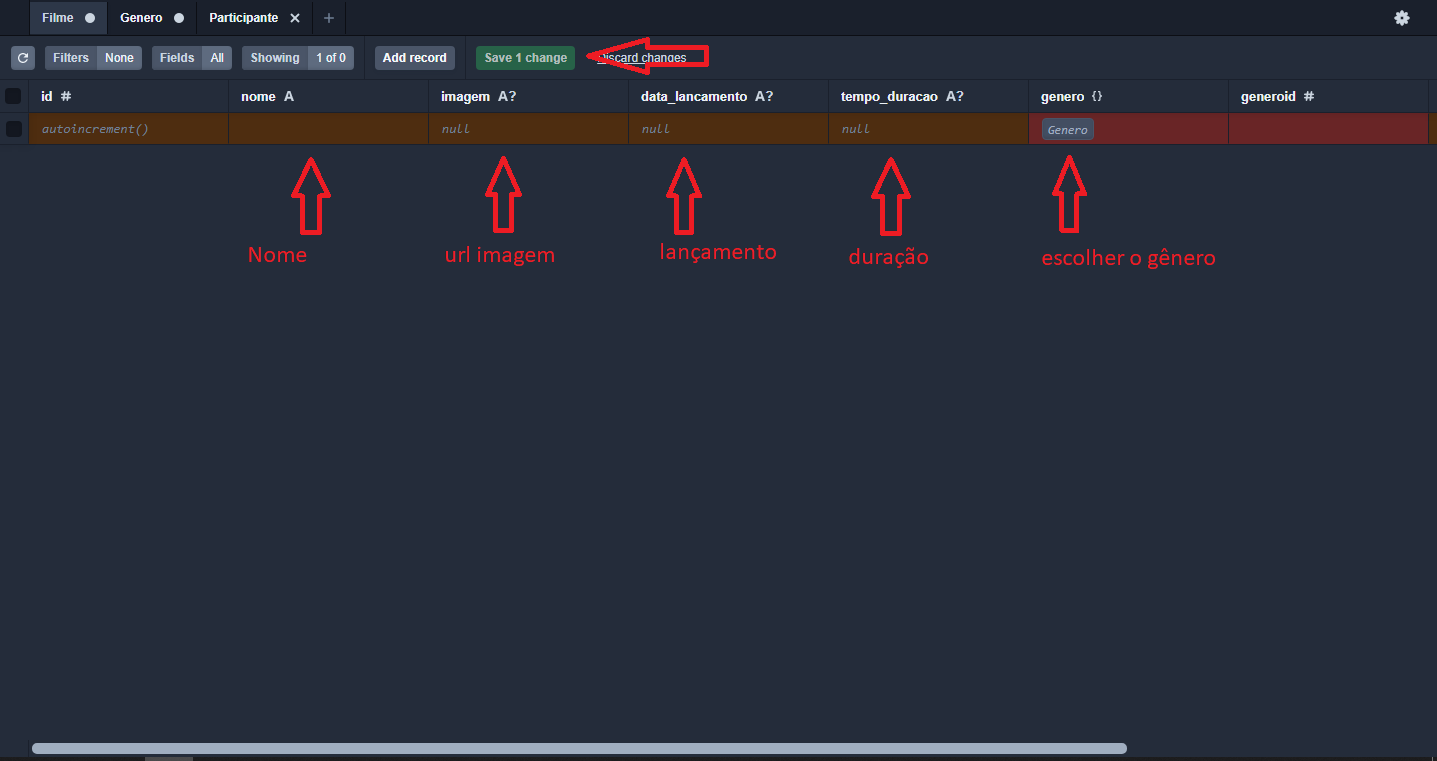 Filme Genero Participante
Filters None Fields All Showing 1 of 0 Add record Save 1 change Discard changes
id # nome A imagem A? data_lancamento A? tempo_duracao A? genero {} generoid #
autoincrement() null null null Genero
Nome url imagem lançamento duração escolher o gênero